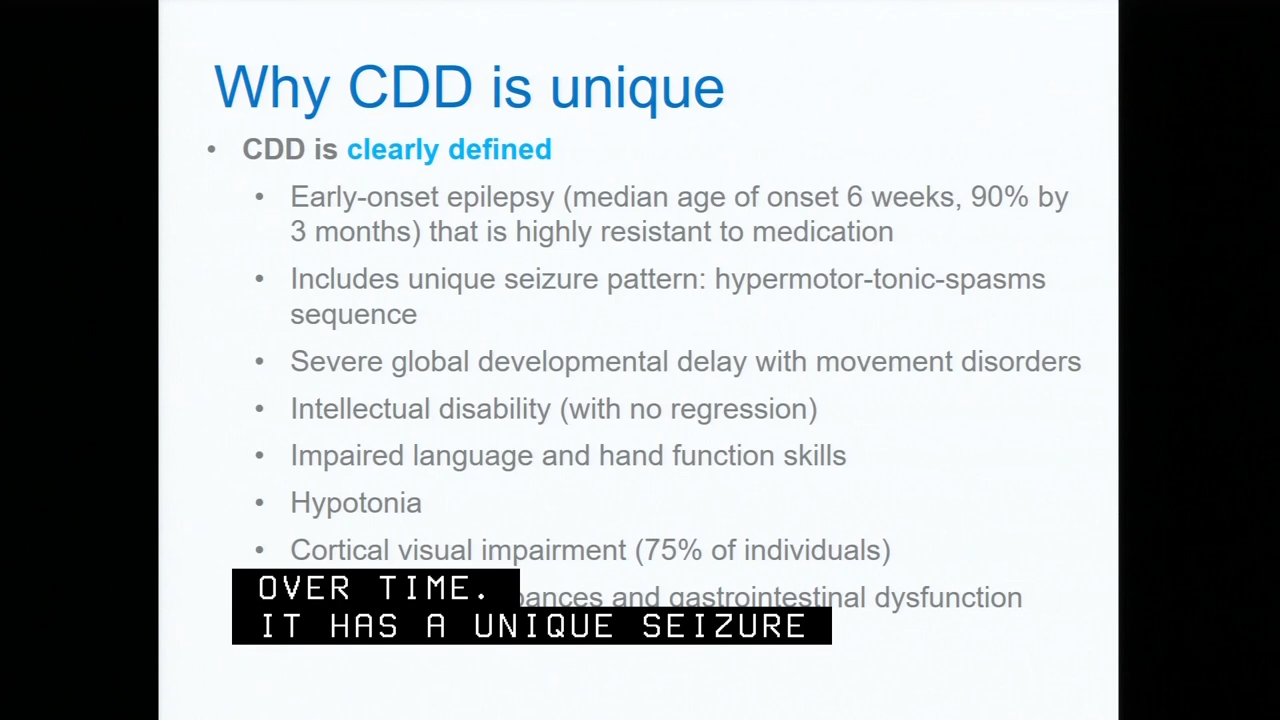 Why CDD is unique
• CDD is clearly defined
• Early-onset epilepsy (median age of onset 6 weeks, 90% by
3 months) that is highly resistant to medication
• Includes unique seizure pattern: hypermotor-tonic-spasms
sequence
• Severe global developmental delay with movement disorders
• Intellectual disability (with no regression)
• Impaired language and hand function skills
• Hypotonia
• Cortical visual impairment (75% of individuals)
and gastrointestinal dysfunction
OVER TIME.
IT HAS A UNIQUE SEIZURE